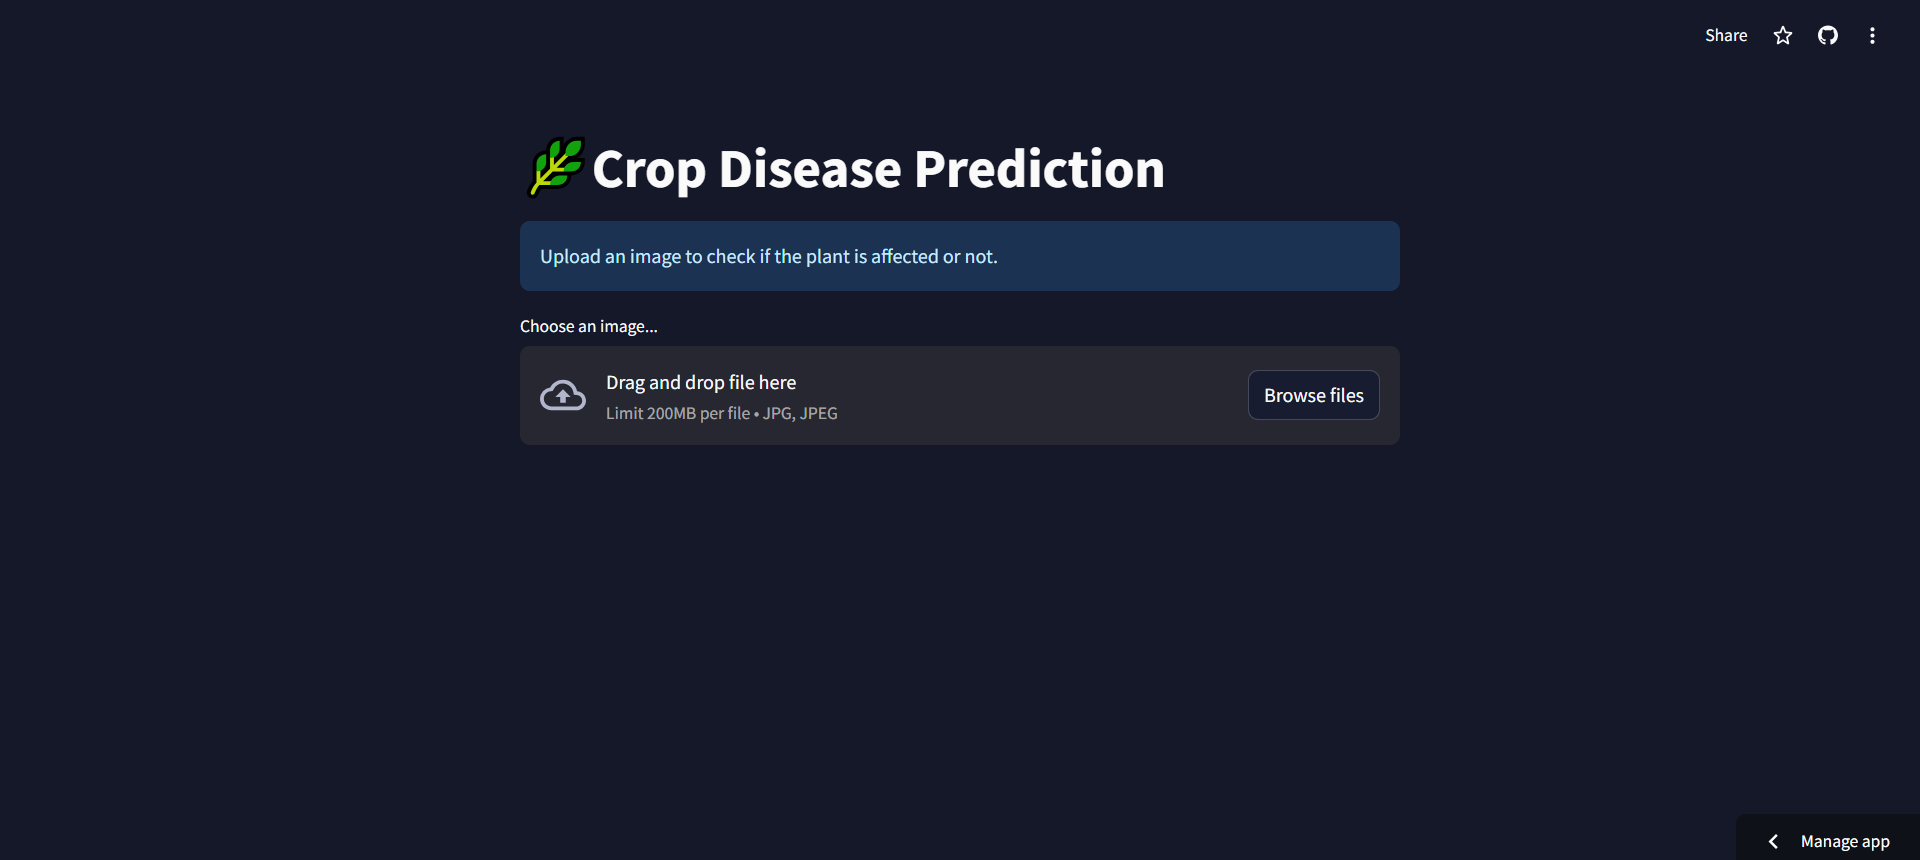 Share
🌿Crop Disease Prediction
Upload an image to check if the plant is affected or not.
Choose an image...
Drag and drop file here
Limit 200MB per file • JPG, JPEG
Browse files
Manage app